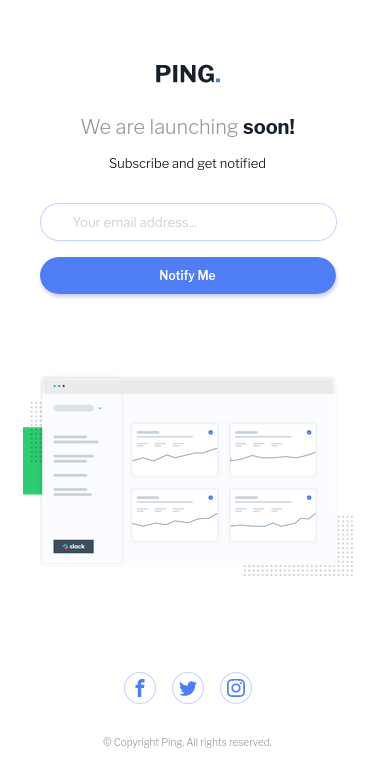 PING.
We are launching soon!
Subscribe and get notified
Your email address...
Notify Me
slack
© Copyright Ping. All rights reserved.